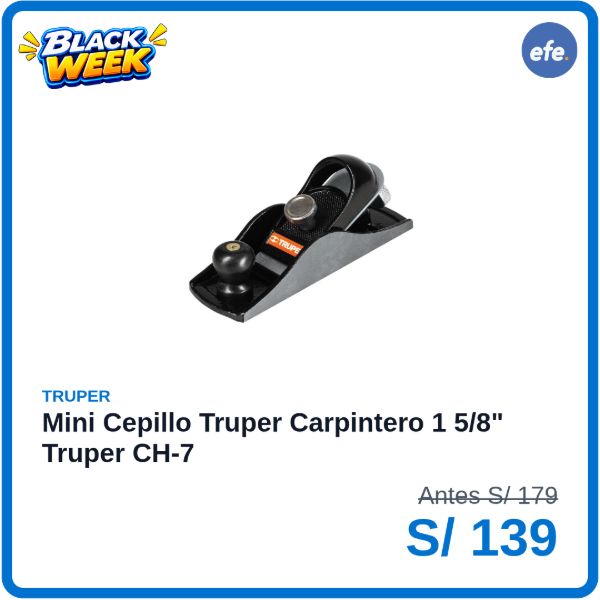 BLACK
WEEK
efe.
TRUPER
TRUPER
Mini Cepillo Truper Carpintero 1 5/8"
Truper CH-7
Antes S/ 179
S/ 139